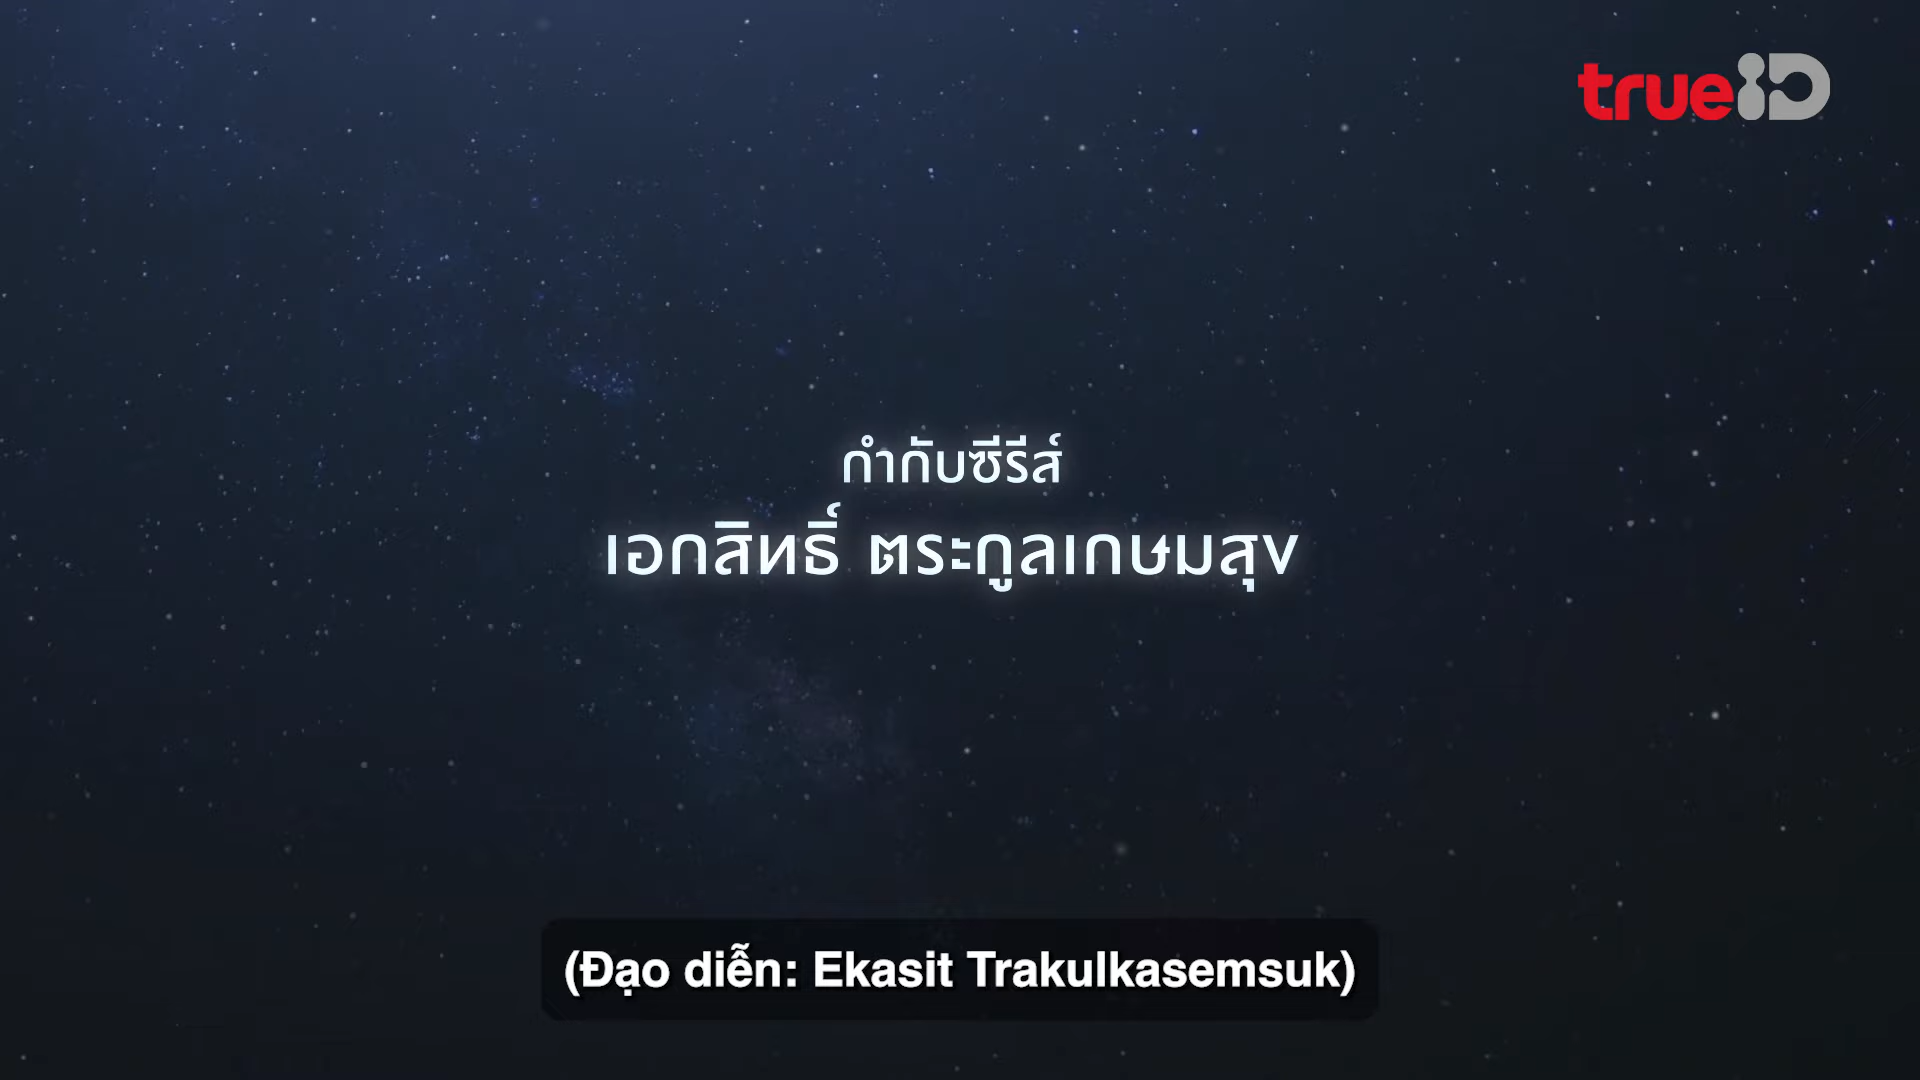 trueID
กำกับซีรีส์
เอกสิทธิ์ ตระกูลเกษมสุข
(Đạo diễn: Ekasit Trakulkasemsuk)